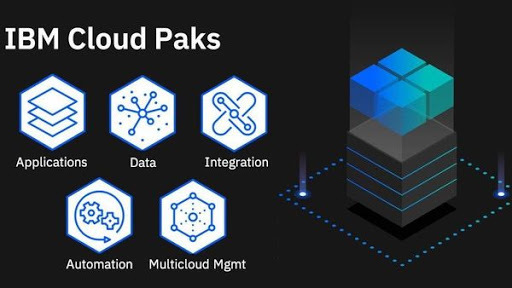 IBM Cloud Paks
Applications
Data
Integration
Automation
Multicloud Mgmt